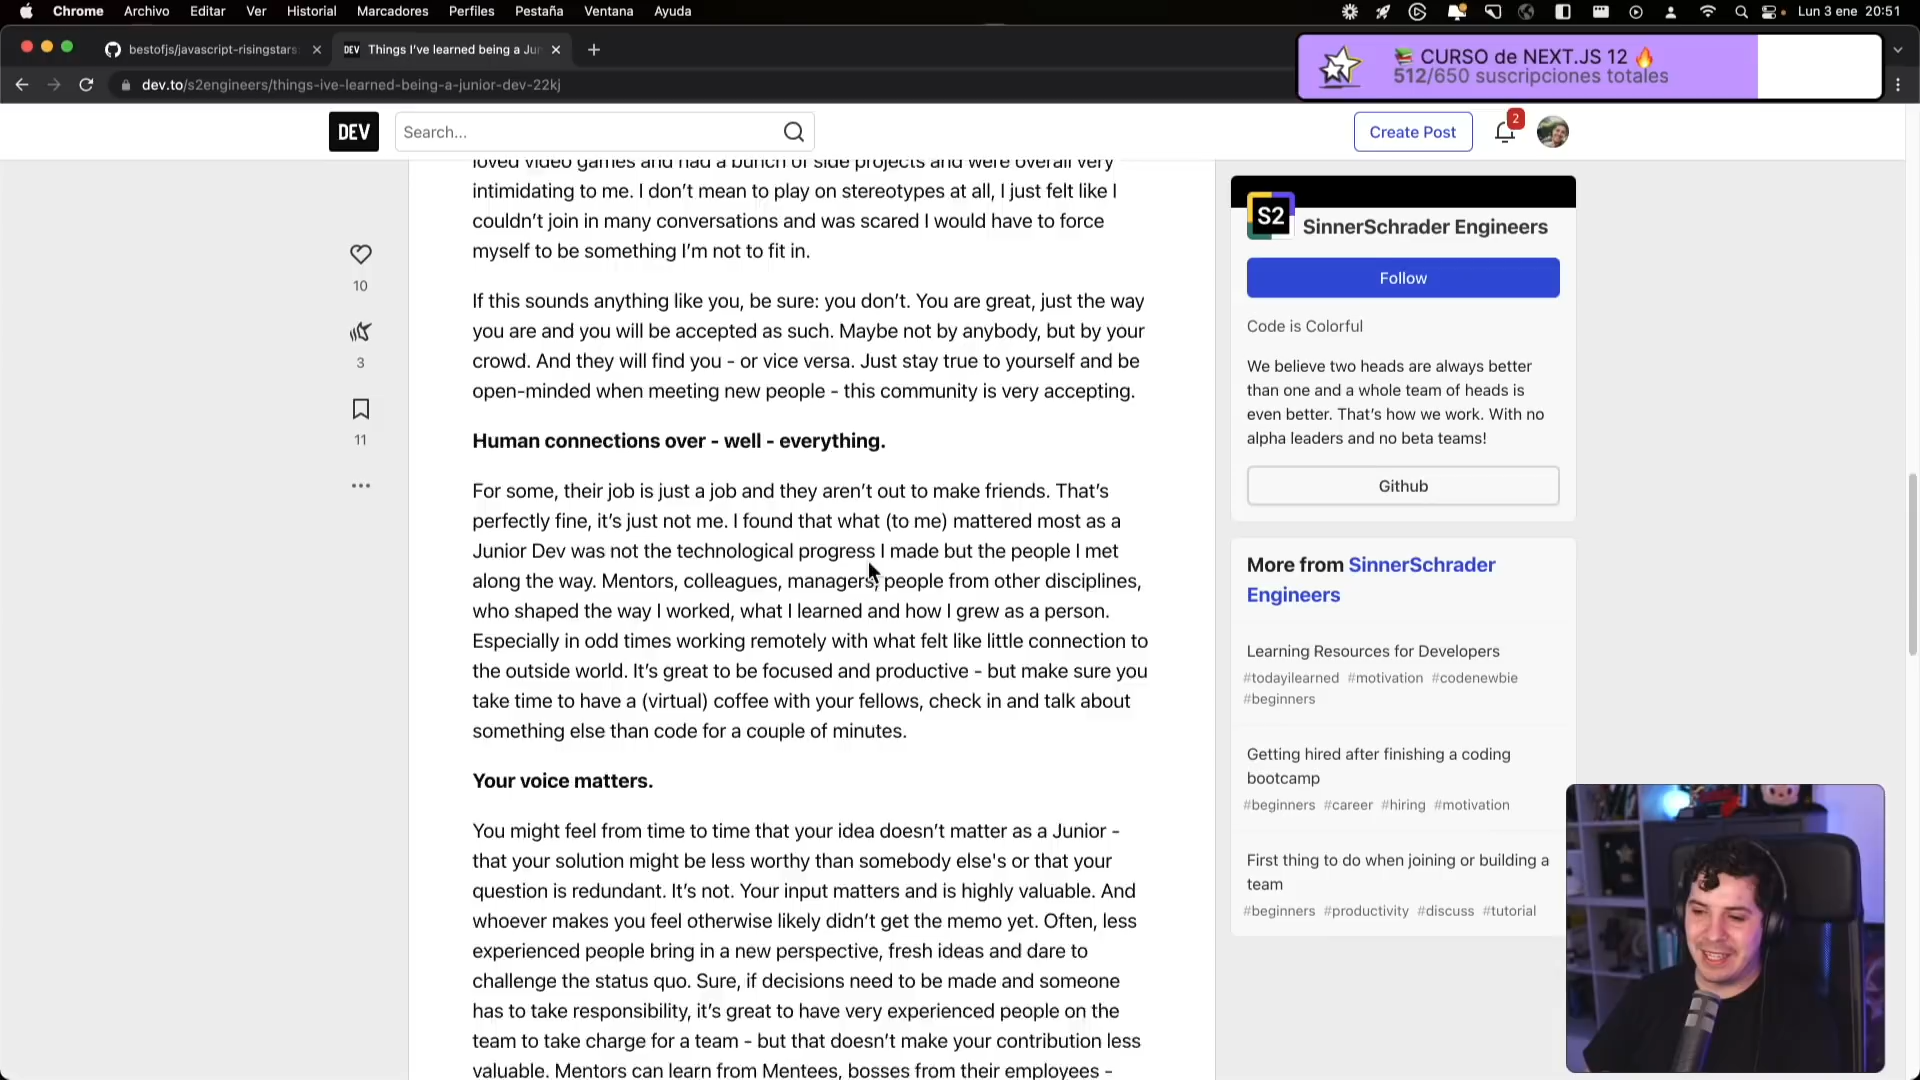 Chrome Archivo Editar Ver Historial Marcadores Perfiles Pestaña Ventana Ayuda Lun 3 ene 20:51
bestofjs/javascript-risingstars
DEV Things I’ve learned being a Ju
CURSO de NEXT.JS 12
512/650 suscripciones totales
dev.to/s2engineers/things-ive-learned-being-a-junior-dev-22kj
DEV
Search...
Create Post
2
loved video games and had a bunch of side projects and were overall very
intimidating to me. I don’t mean to play on stereotypes at all, I just felt like I
couldn’t join in many conversations and was scared I would have to force
myself to be something I’m not to fit in.
If this sounds anything like you, be sure: you don’t. You are great, just the way
you are and you will be accepted as such. Maybe not by anybody, but by your
crowd. And they will find you - or vice versa. Just stay true to yourself and be
open-minded when meeting new people - this community is very accepting.
Human connections over - well - everything.
For some, their job is just a job and they aren’t out to make friends. That’s
perfectly fine, it’s just not me. I found that what (to me) mattered most as a
Junior Dev was not the technological progress I made but the people I met
along the way. Mentors, colleagues, managers, people from other disciplines,
who shaped the way I worked, what I learned and how I grew as a person.
Especially in odd times working remotely with what felt like little connection to
the outside world. It’s great to be focused and productive - but make sure you
take time to have a (virtual) coffee with your fellows, check in and talk about
something else than code for a couple of minutes.
Your voice matters.
You might feel from time to time that your idea doesn’t matter as a Junior -
that your solution might be less worthy than somebody else's or that your
question is redundant. It’s not. Your input matters and is highly valuable. And
whoever makes you feel otherwise likely didn’t get the memo yet. Often, less
experienced people bring in a new perspective, fresh ideas and dare to
challenge the status quo. Sure, if decisions need to be made and someone
has to take responsibility, it’s great to have very experienced people on the
team to take charge for a team - but that doesn’t make your contribution less
valuable. Mentors can learn from Mentees, bosses from their employees -
10
3
11
S2
SinnerSchrader Engineers
Follow
Code is Colorful
We believe two heads are always better
than one and a whole team of heads is
even better. That’s how we work. With no
alpha leaders and no beta teams!
Github
More from SinnerSchrader
Engineers
Learning Resources for Developers
#todayilearned #motivation #codenewbie
#beginners
Getting hired after finishing a coding
bootcamp
#beginners #career #hiring #motivation
First thing to do when joining or building a
team
#beginners #productivity #discuss #tutorial